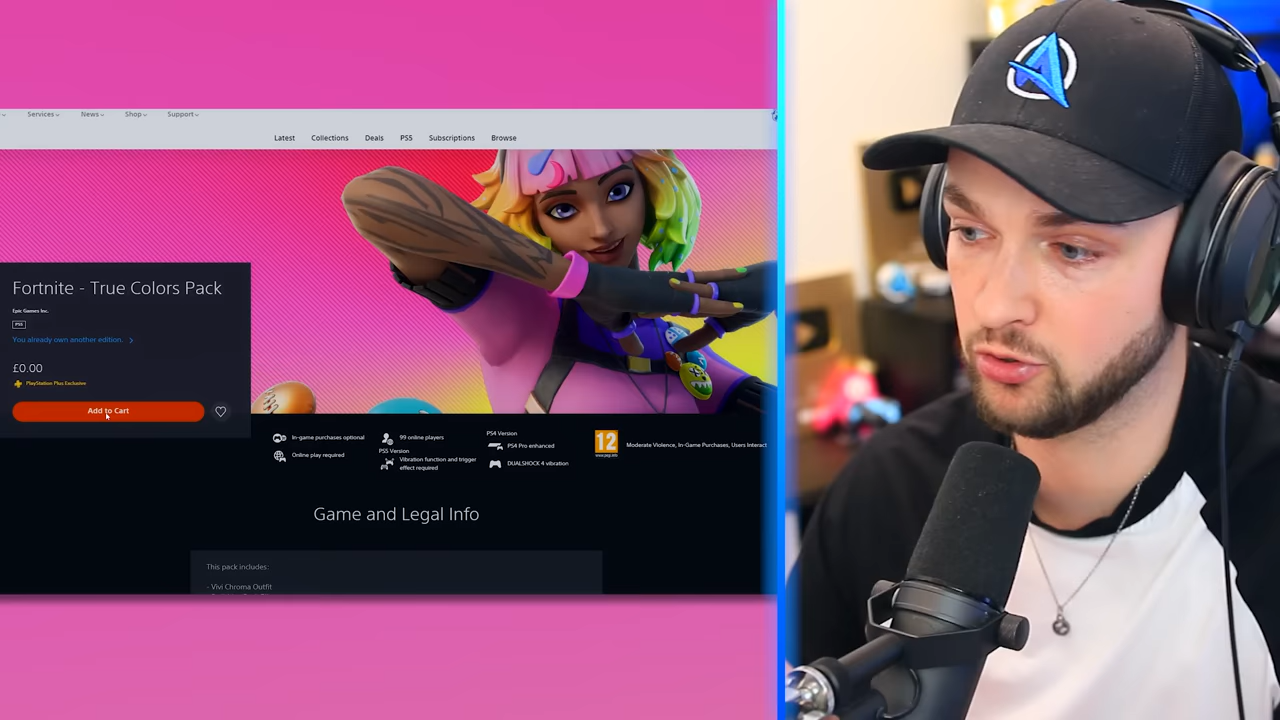 Services
News
Shop
Support
Latest
Collections
Deals
PS5
Subscriptions
Browse
Fortnite - True Colors Pack
Epic Games Inc.
PS5
You already own another edition.
£0.00
PlayStation Plus Exclusive
Add to Cart
In-game purchases optional
Online play required
99 online players
PS5 Version
Vibration function and trigger
effect required
PS4 Version
PS4 Pro enhanced
DUALSHOCK 4 vibration
12
www.pegi.info
Moderate Violence, In-Game Purchases, Users Interact
Game and Legal Info
This pack includes:
- Vivi Chroma Outfit